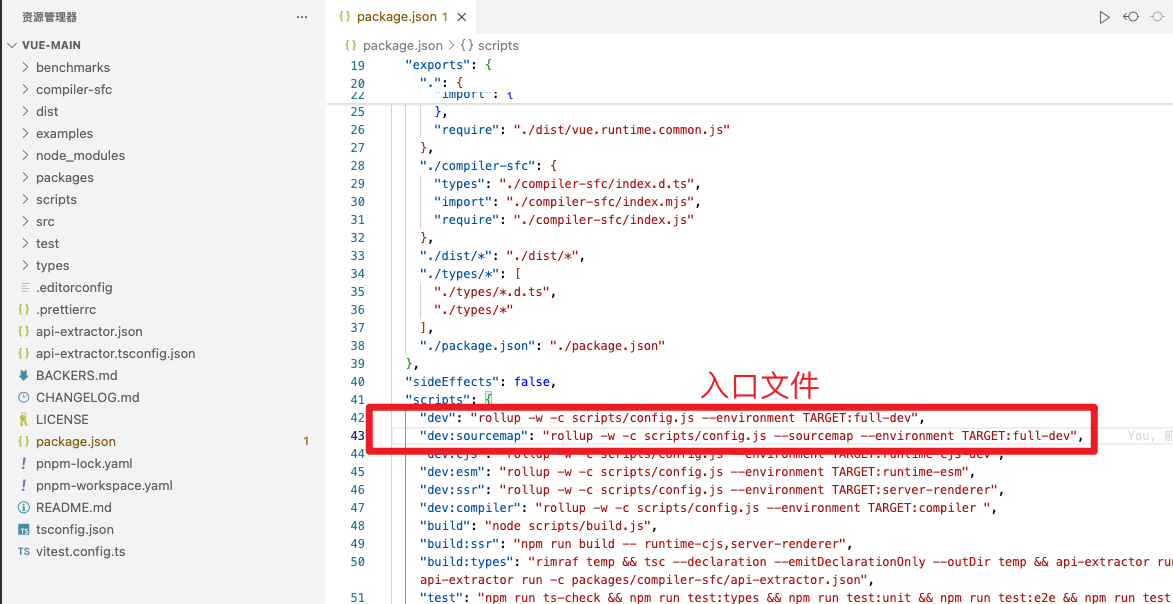 资源管理器
VUE-MAIN
benchmarks
compiler-sfc
dist
examples
node_modules
packages
scripts
src
test
types
.editorconfig
.prettierrc
api-extractor.json
api-extractor.tsconfig.json
BACKERS.md
CHANGELOG.md
LICENSE
package.json 1
pnpm-lock.yaml
pnpm-workspace.yaml
README.md
tsconfig.json
TS vitest.config.ts
{} package.json 1
{} package.json > {} scripts
19 "exports": {
20 ".": {
22 "import": {
25 },
26 "require": "./dist/vue.runtime.common.js"
27 },
28 "./compiler-sfc": {
29 "types": "./compiler-sfc/index.d.ts",
30 "import": "./compiler-sfc/index.mjs",
31 "require": "./compiler-sfc/index.js"
32 },
33 "./dist/*": "./dist/*",
34 "./types/*": [
35 "./types/*.d.ts",
36 "./types/*"
37 ],
38 "./package.json": "./package.json"
39 },
40 "sideEffects": false,
入口文件
41 "scripts": {
42 "dev": "rollup -w -c scripts/config.js --environment TARGET:full-dev",
43 "dev:sourcemap": "rollup -w -c scripts/config.js --sourcemap --environment TARGET:full-dev", You, 前
44 "dev:cjs": "rollup -w -c scripts/config.js --environment TARGET:runtime-cjs-dev",
45 "dev:esm": "rollup -w -c scripts/config.js --environment TARGET:runtime-esm",
46 "dev:ssr": "rollup -w -c scripts/config.js --environment TARGET:server-renderer",
47 "dev:compiler": "rollup -w -c scripts/config.js --environment TARGET:compiler ",
48 "build": "node scripts/build.js",
49 "build:ssr": "npm run build -- runtime-cjs,server-renderer",
50 "build:types": "rimraf temp && tsc --declaration --emitDeclarationOnly --outDir temp && api-extractor run
api-extractor run -c packages/compiler-sfc/api-extractor.json",
51 "test": "npm run ts-check && npm run test:types && npm run test:unit && npm run test:e2e && npm run test